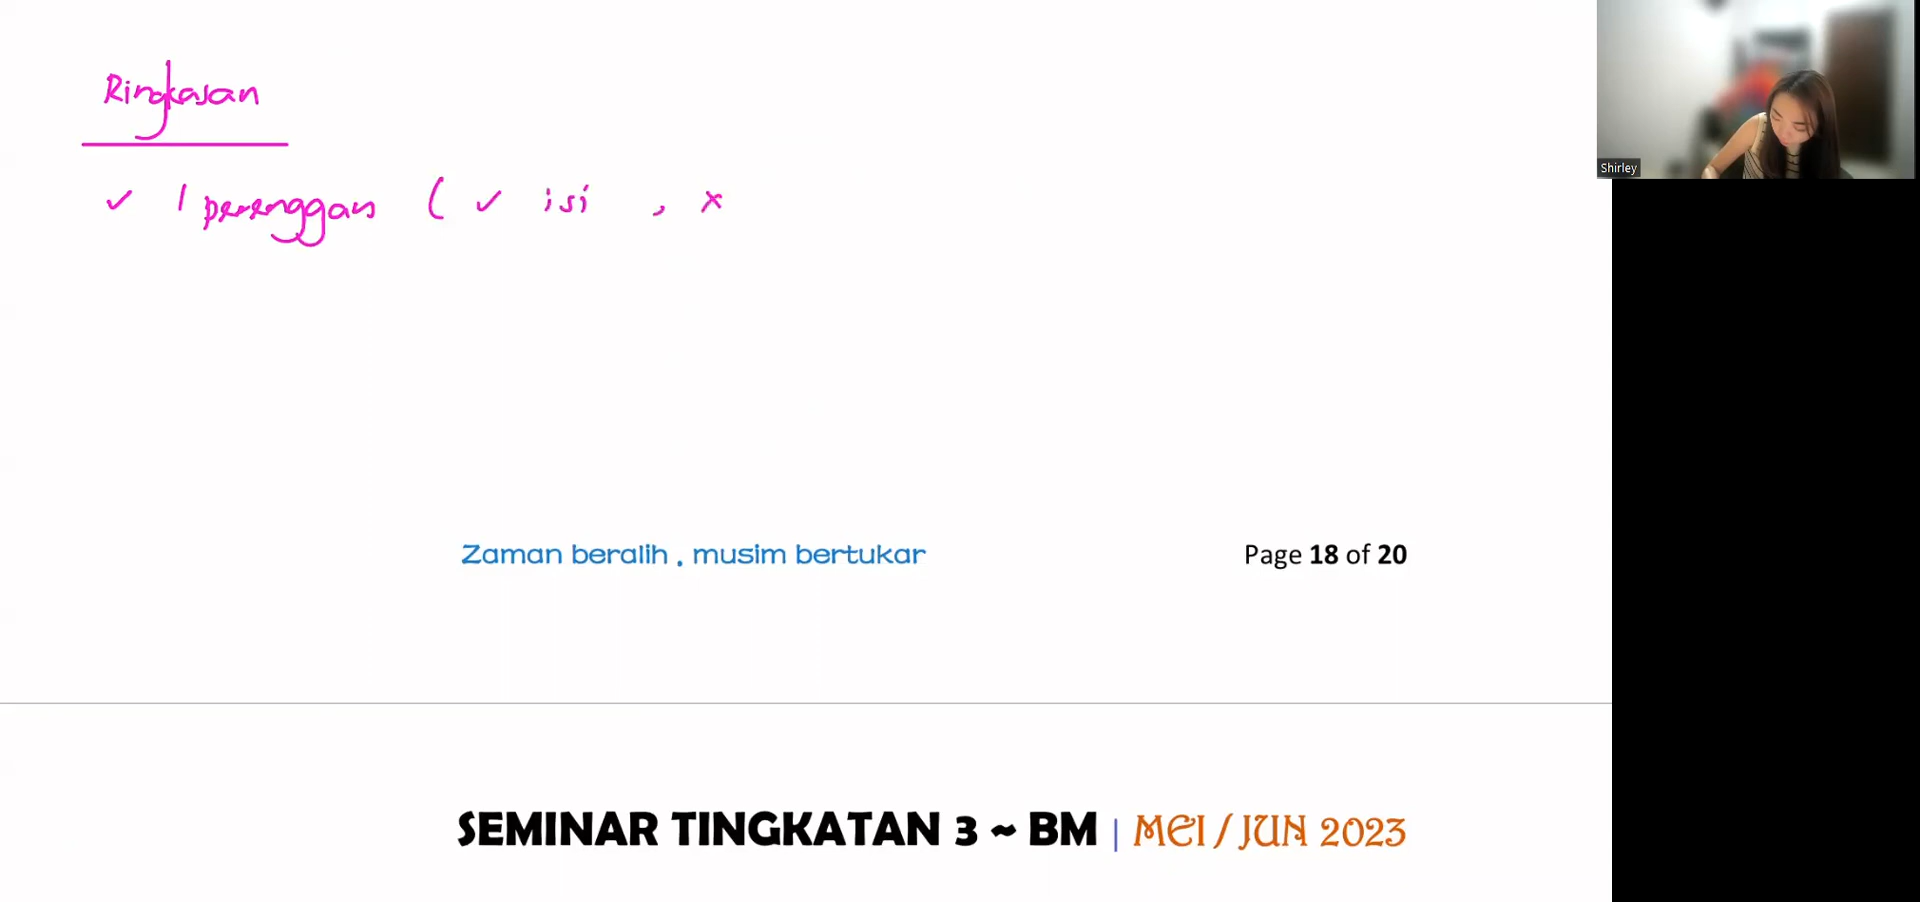 Ringkasan
✓ 1 perenggan ( ✓ isi , x
Shirley
Zaman beralih , musim bertukar
Page 18 of 20
SEMINAR TINGKATAN 3 ~ BM | MEI / JUN 2023